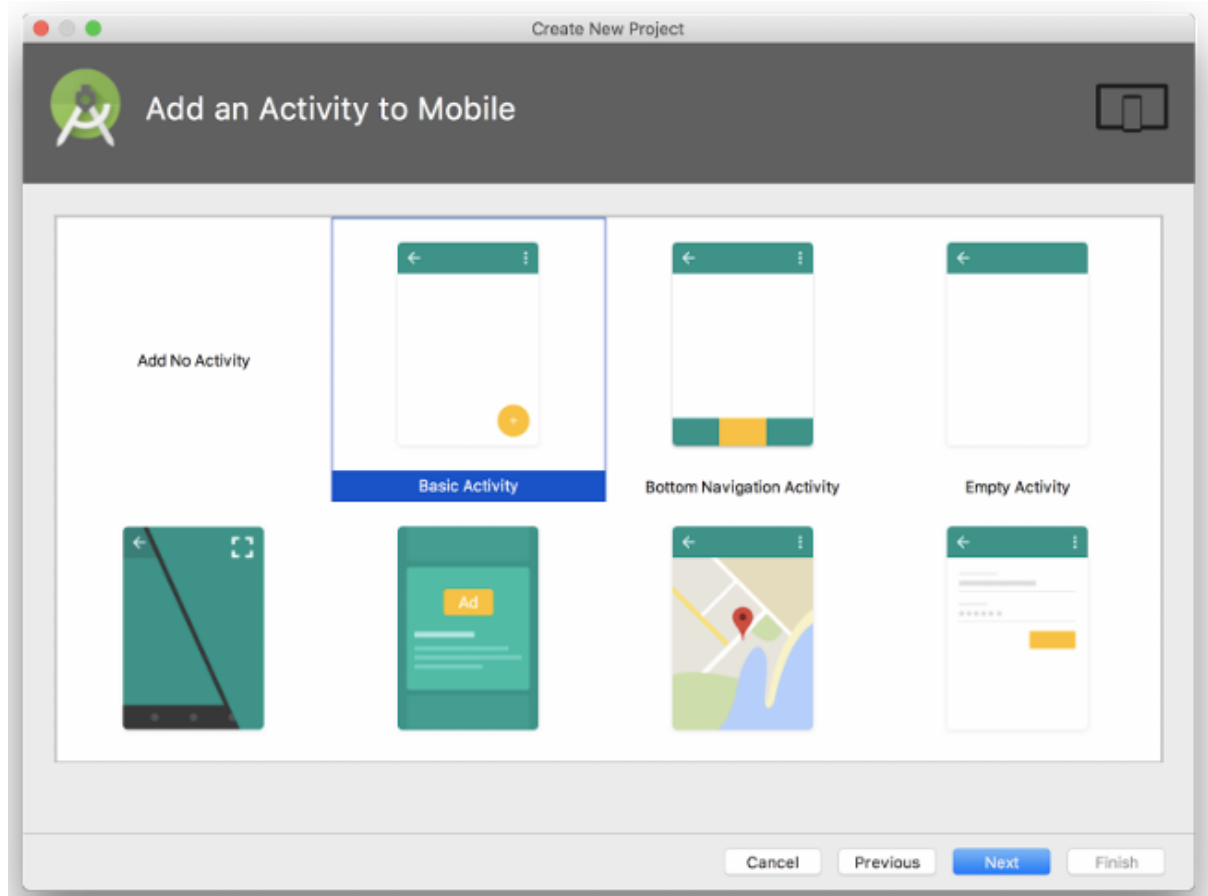 Create New Project
Add an Activity to Mobile
Add No Activity
Basic Activity
Bottom Navigation Activity
Empty Activity
Ad
Cancel
Previous
Next
Finish